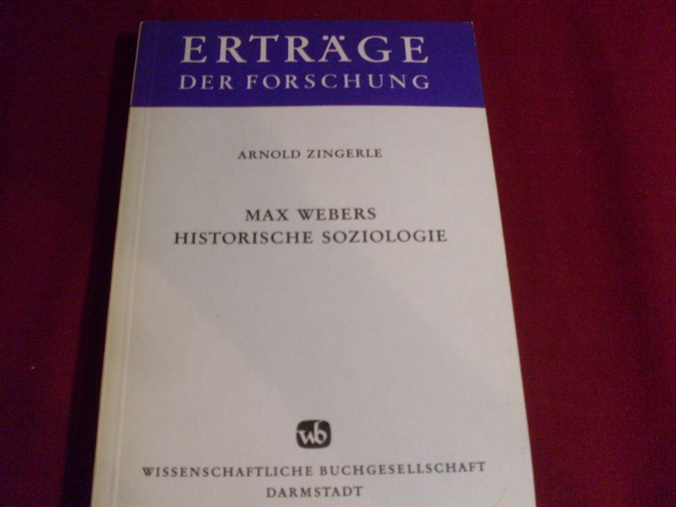 ERTRÄGE
DER FORSCHUNG
ARNOLD ZINGERLE
MAX WEBERS
HISTORISCHE SOZIOLOGIE
wb
WISSENSCHAFTLICHE BUCHGESELLSCHAFT
DARMSTADT